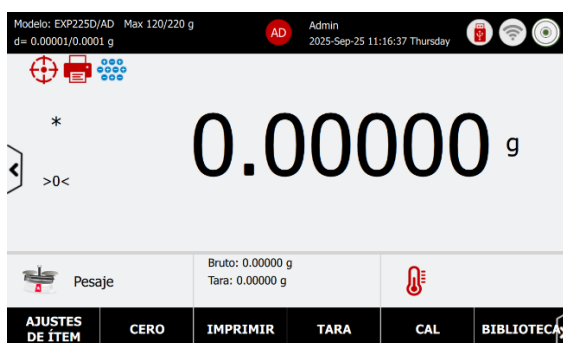 Modelo: EXP225D/AD Max 120/220 g
d= 0.00001/0.0001 g
AD
Admin
2025-Sep-25 11:16:37 Thursday
*
0.00000 g
>0<
Pesaje
Bruto: 0.00000 g
Tara: 0.00000 g
AJUSTES DE ÍTEM
CERO
IMPRIMIR
TARA
CAL
BIBLIOTECA